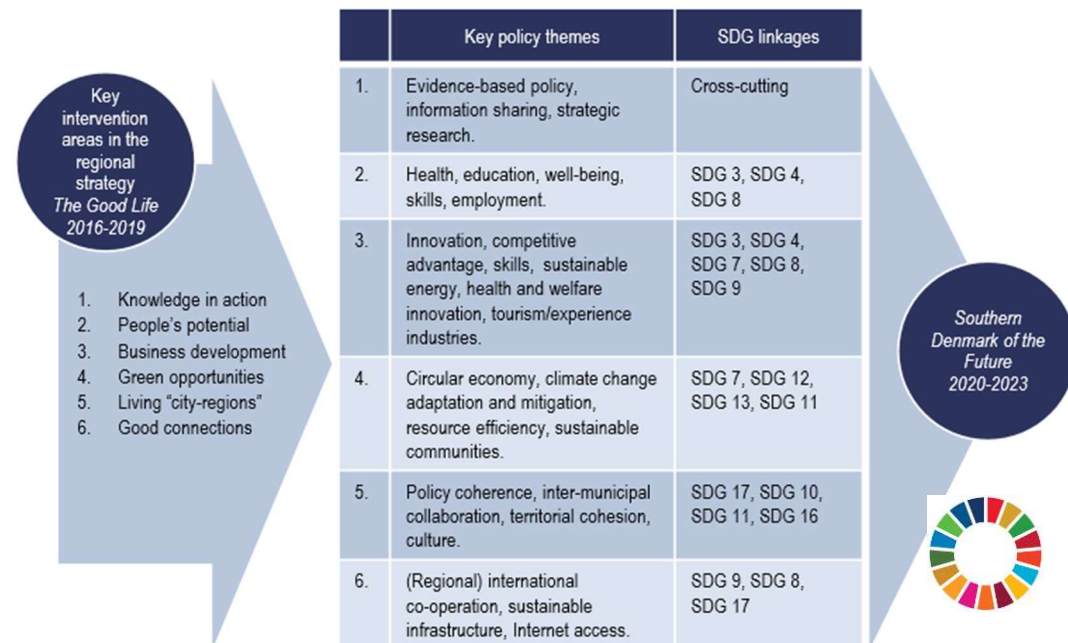 Key
intervention
areas in the
regional
strategy
The Good Life
2016-2019
1. Knowledge in action
2. People's potential
3. Business development
4. Green opportunities
5. Living "city-regions"
6. Good connections
Key policy themes
SDG linkages
1. Evidence-based policy,
information sharing, strategic
research.
Cross-cutting
2. Health, education, well-being,
skills, employment.
SDG 3, SDG 4,
SDG 8
3. Innovation, competitive
advantage, skills, sustainable
energy, health and welfare
innovation, tourism/experience
industries.
SDG 3, SDG 4,
SDG 7, SDG 8,
SDG 9
4. Circular economy, climate change
adaptation and mitigation,
resource efficiency, sustainable
communities.
SDG 7, SDG 12,
SDG 13, SDG 11
5. Policy coherence, inter-municipal
collaboration, territorial cohesion,
culture.
SDG 17, SDG 10,
SDG 11, SDG 16
6. (Regional) international
co-operation, sustainable
infrastructure, Internet access.
SDG 9, SDG 8,
SDG 17
Southern
Denmark of the
Future
2020-2023